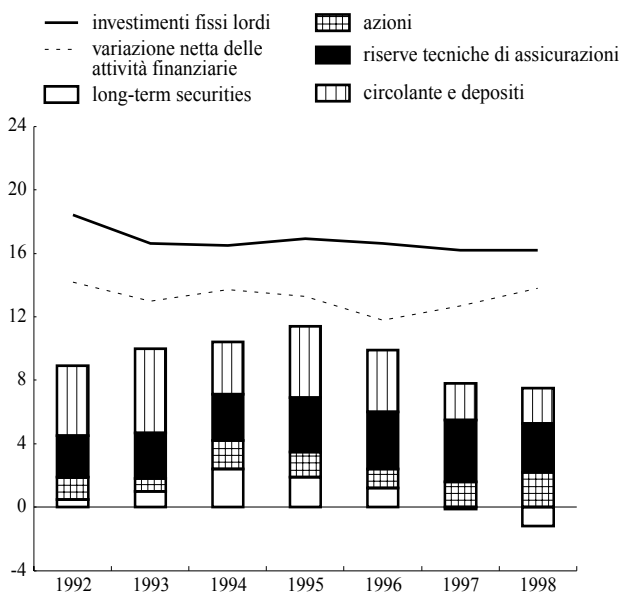 investimenti fissi lordi
variazione netta delle
attività finanziarie
long-term securities
azioni
riserve tecniche di assicurazioni
circolante e depositi
24
20
16
12
8
4
0
-4
1992 1993 1994 1995 1996 1997 1998